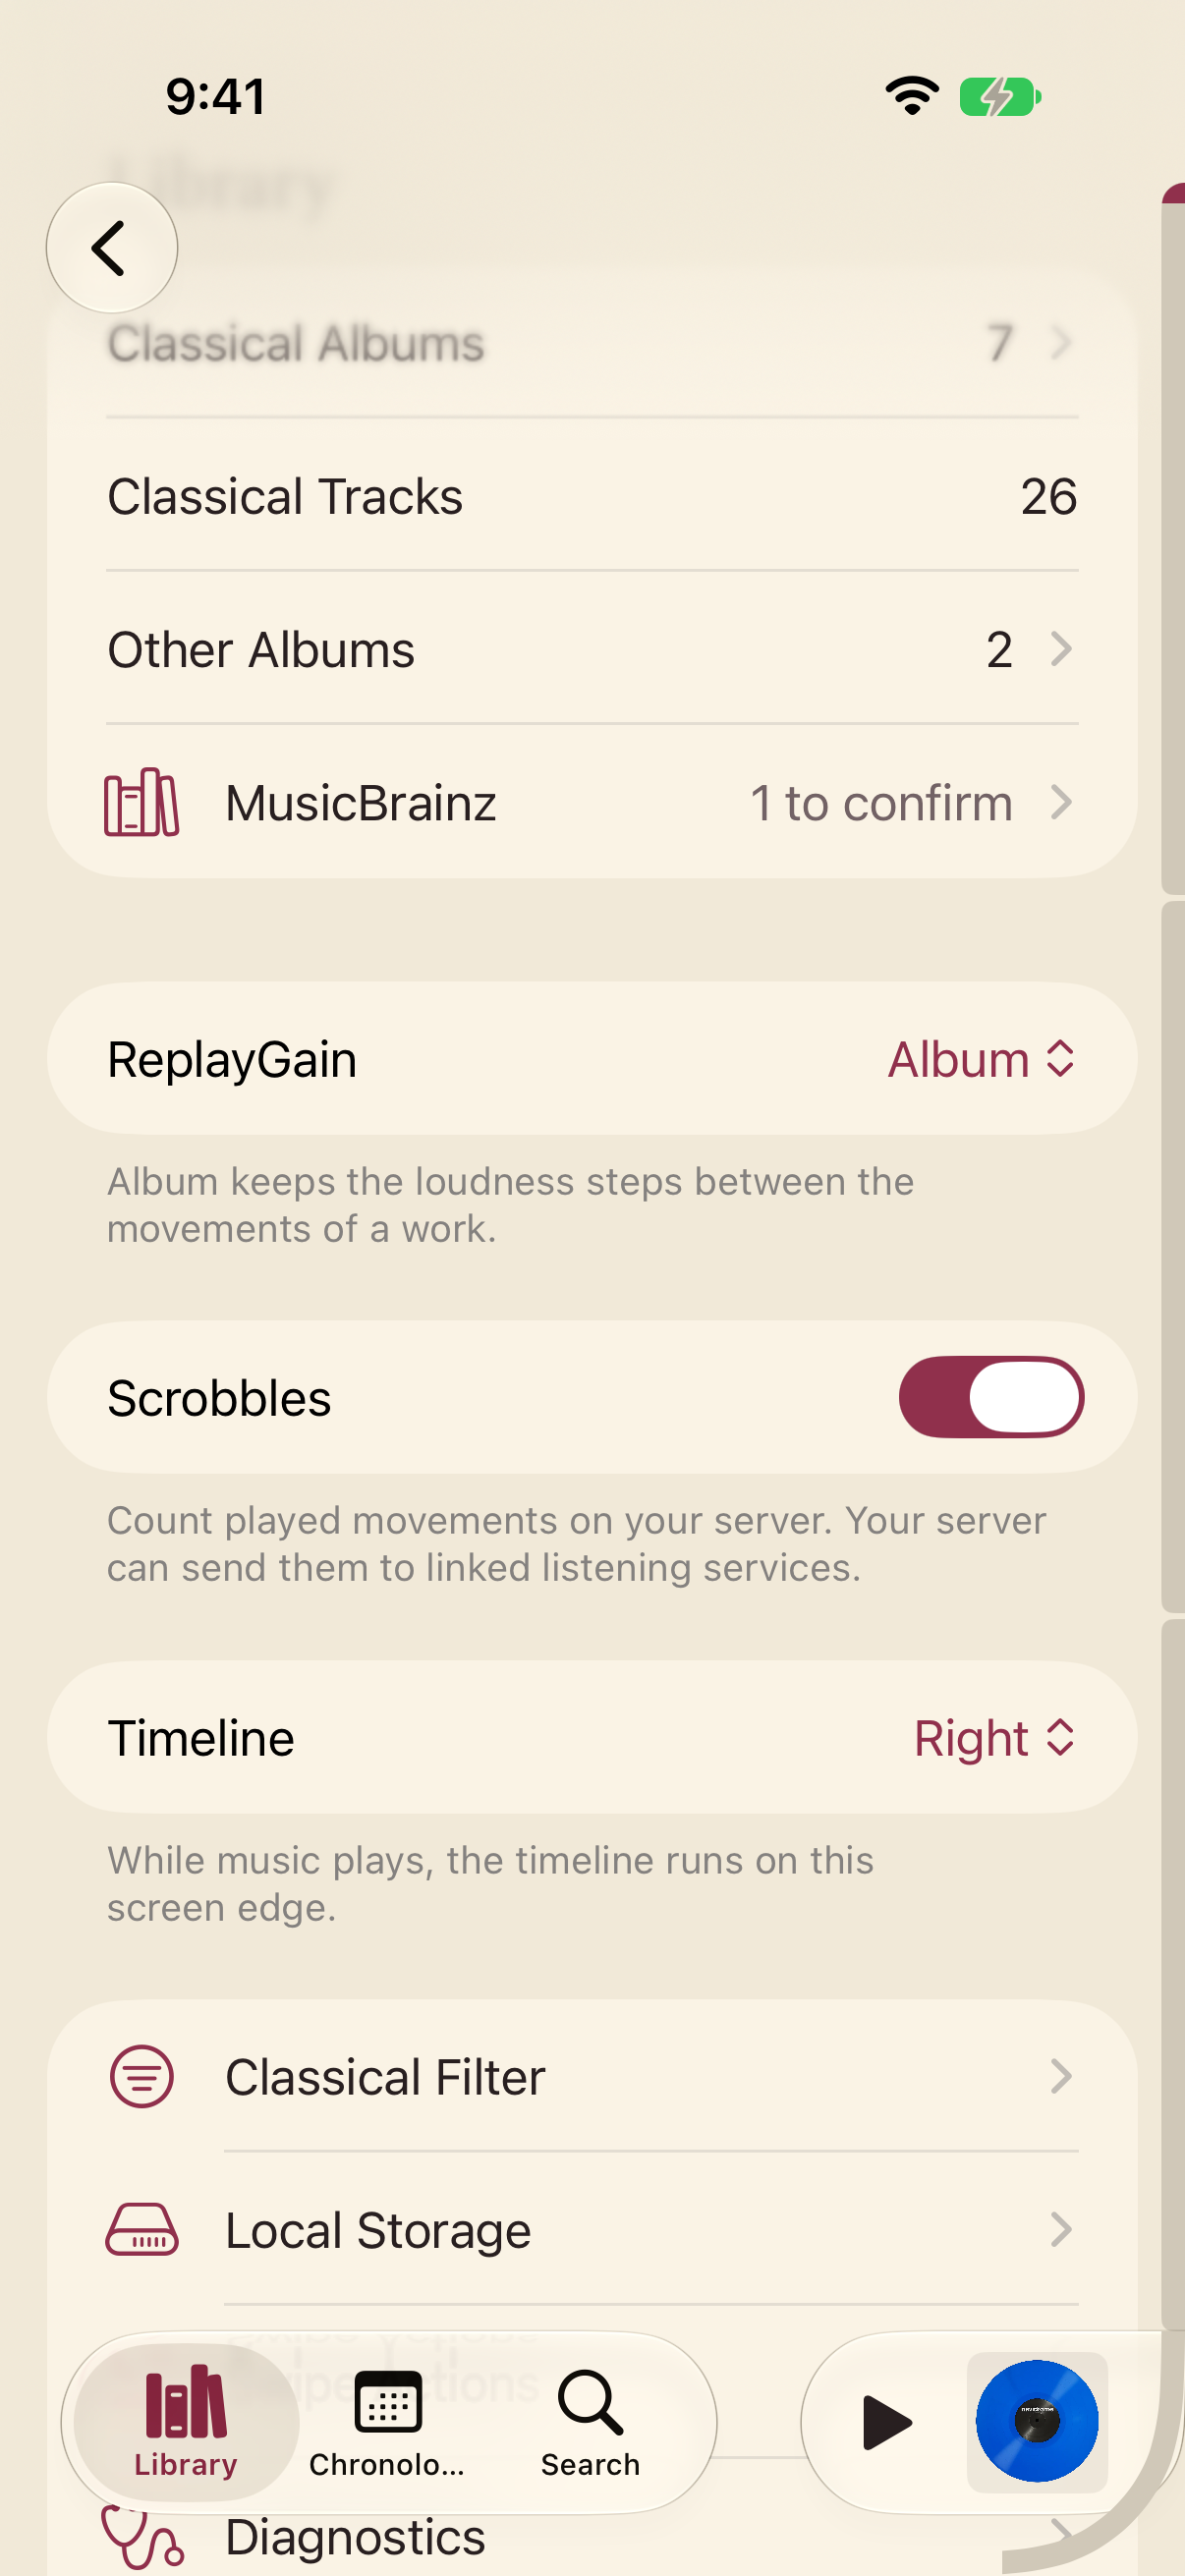 9:41
Library
Classical Albums 7
Classical Tracks 26
Other Albums 2
MusicBrainz 1 to confirm
ReplayGain Album
Album keeps the loudness steps between the
movements of a work.
Scrobbles
Count played movements on your server. Your server
can send them to linked listening services.
Timeline Right
While music plays, the timeline runs on this
screen edge.
Classical Filter
Local Storage
Library Chronolo... Search
Diagnostics